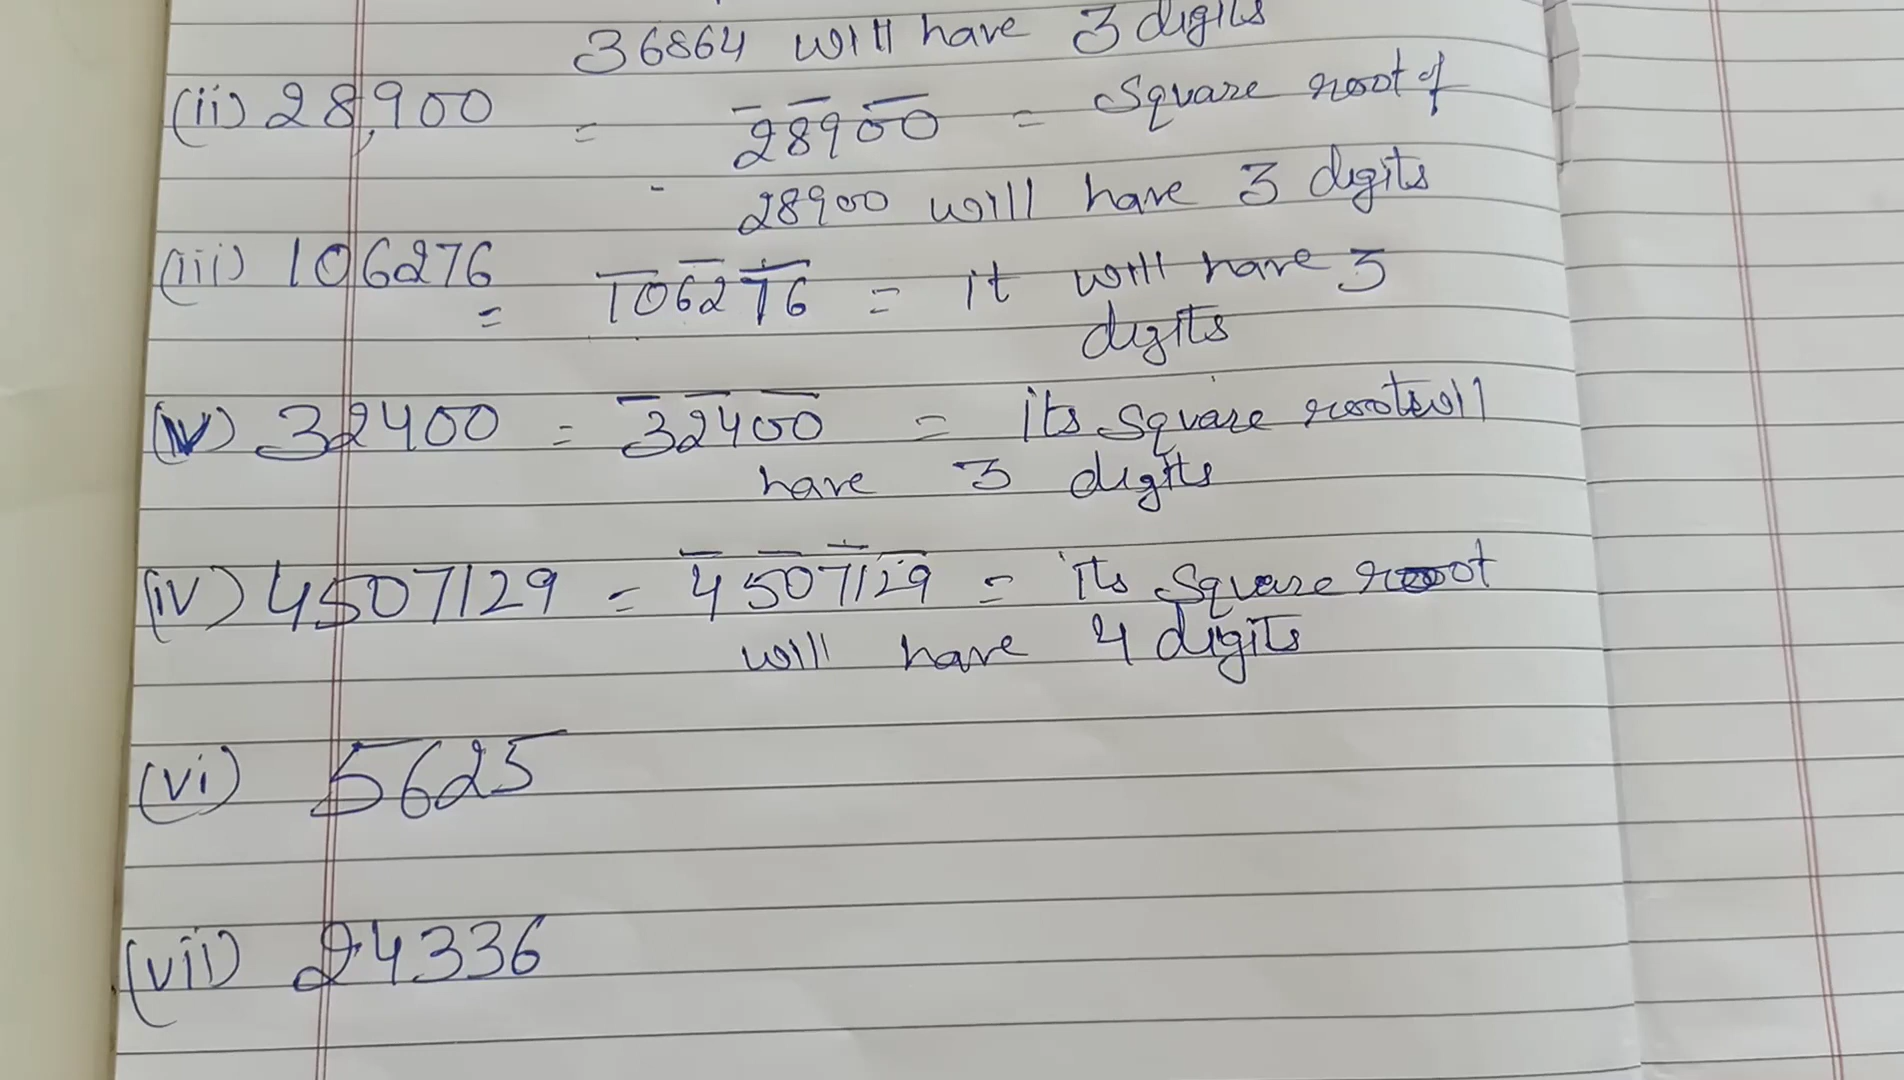 36864 will have 3 digits
(ii) 28,900 = 28900 = Square root of
28900 will have 3 digits
(iii) 106276 = 106276 = it will have 3
digits
(iv) 32400 = 32400 = its square root will
have 3 digits
(iv) 4507129 = 4507129 = its square root
will have 4 digits
(vi) 5625
(vii) 24336